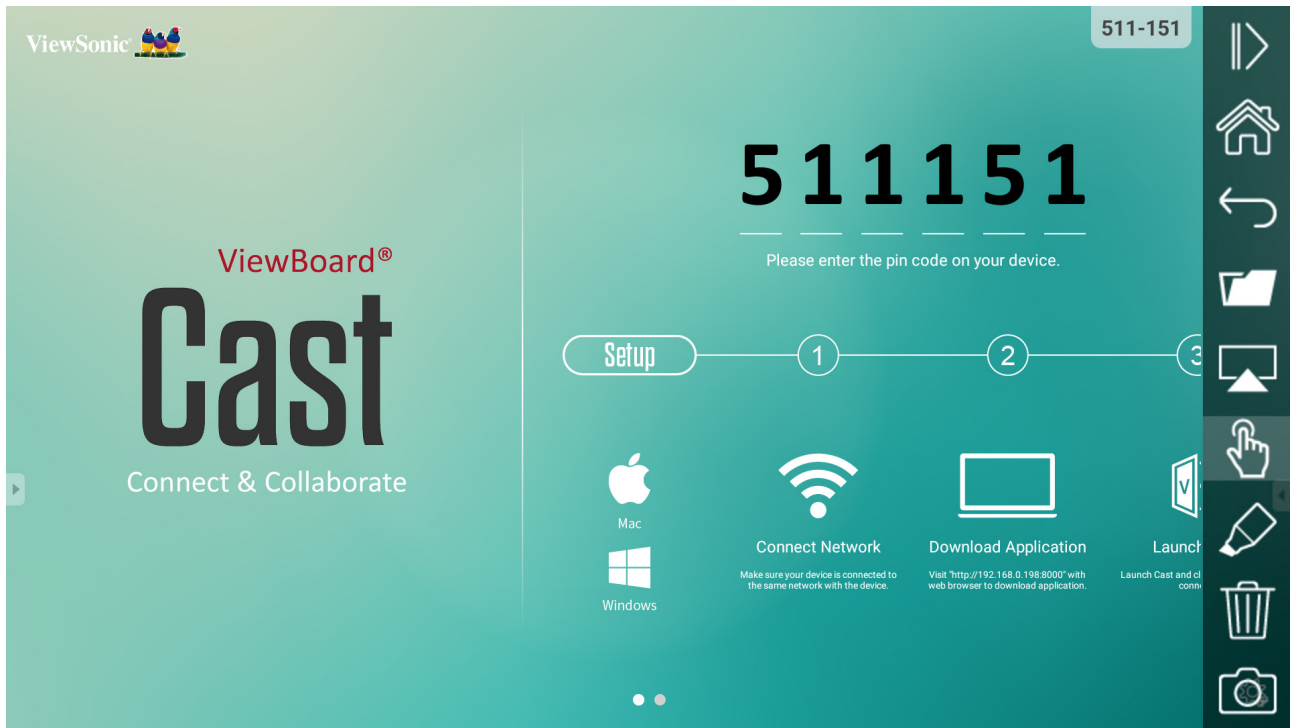 ViewSonic
511-151
511151
Please enter the pin code on your device.
ViewBoard®
Cast
Connect & Collaborate
Setup
1
2
3
Mac
Windows
Connect Network
Make sure your device is connected to
the same network with the device.
Download Application
Visit "http://192.168.0.198:8000" with
web browser to download application.
Launch
Launch Cast and cl
conn
V